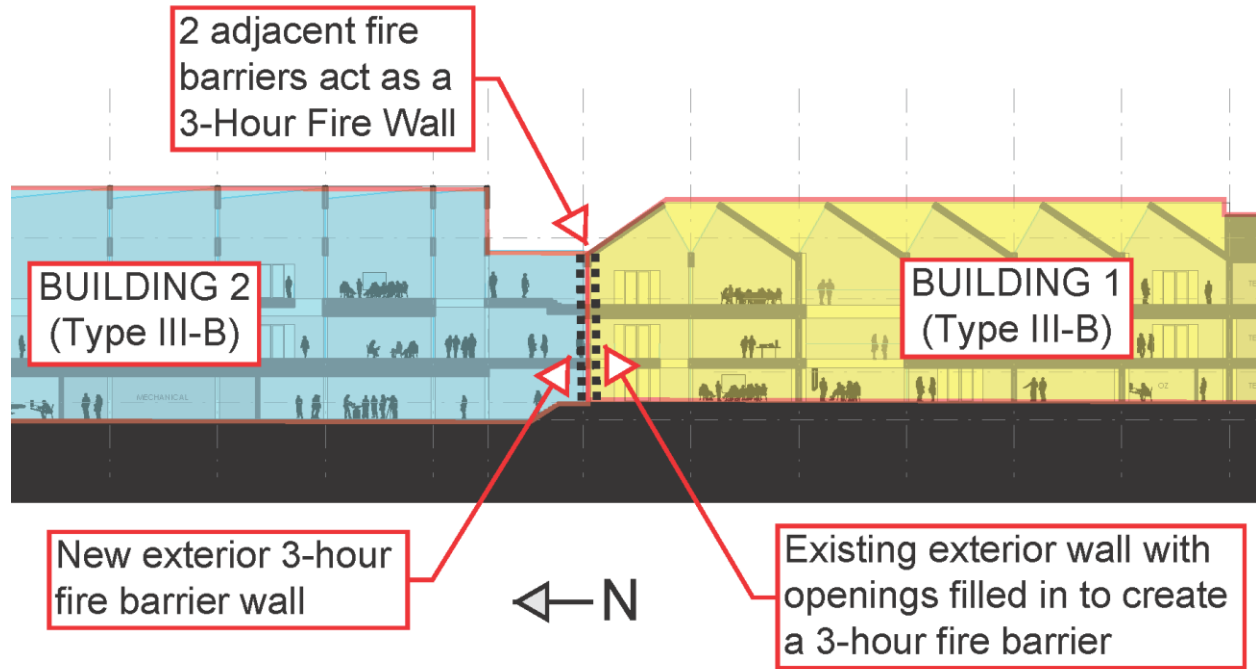 2 adjacent fire
barriers act as a
3-Hour Fire Wall
BUILDING 2
(Type III-B)
BUILDING 1
(Type III-B)
MECHANICAL
OZ
New exterior 3-hour
fire barrier wall
N
Existing exterior wall with
openings filled in to create
a 3-hour fire barrier